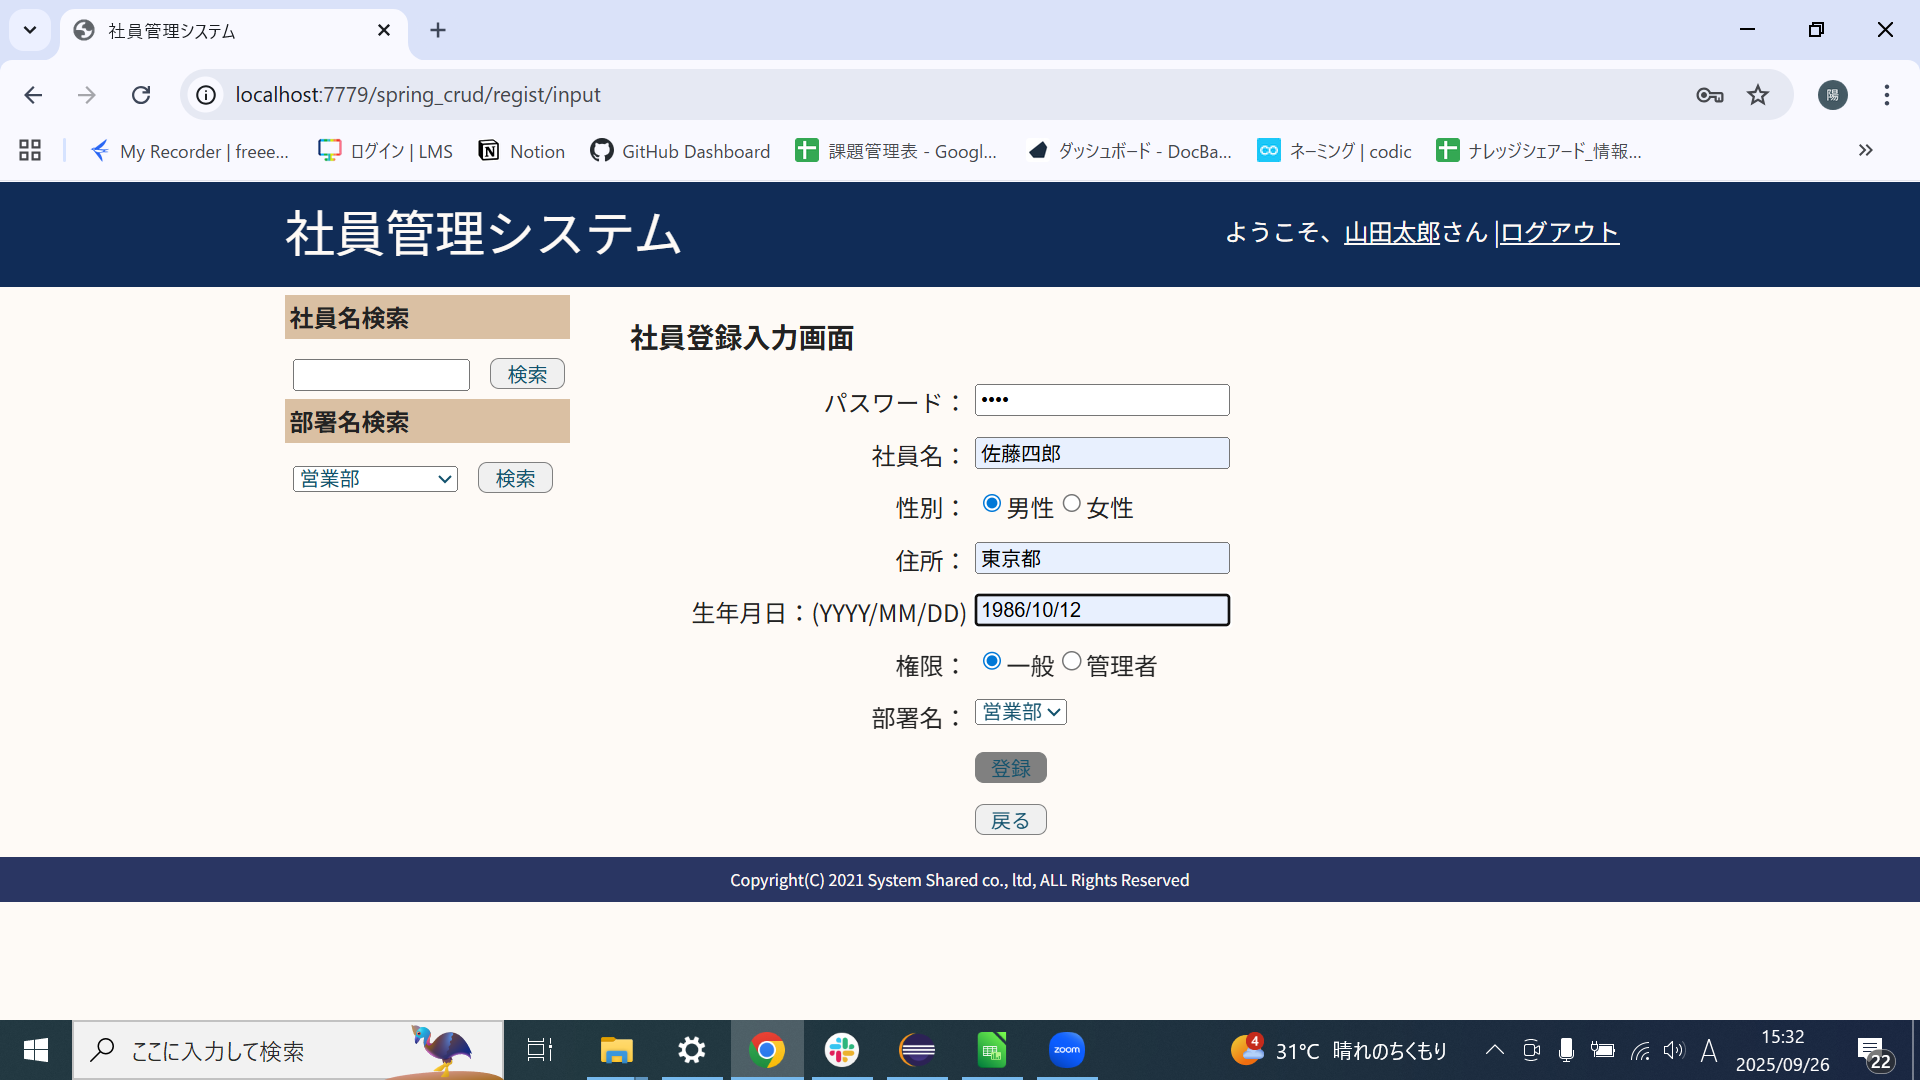 社員管理システム
localhost:7779/spring_crud/regist/input
陽
My Recorder | freee...
ログイン | LMS
Notion
GitHub Dashboard
課題管理表 - Googl...
ダッシュボード - DocBa...
ネーミング | codic
ナレッジシェアード_情報...
社員管理システム
ようこそ、山田太郎さん |ログアウト
社員名検索
検索
部署名検索
営業部
検索
社員登録入力画面
パスワード： ••••
社員名： 佐藤四郎
性別： 男性 女性
住所： 東京都
生年月日：(YYYY/MM/DD) 1986/10/12
権限： 一般 管理者
部署名： 営業部
登録
戻る
Copyright(C) 2021 System Shared co., ltd, ALL Rights Reserved
ここに入力して検索
zoom
4
31°C 晴れのちくもり
A
15:32
2025/09/26
22